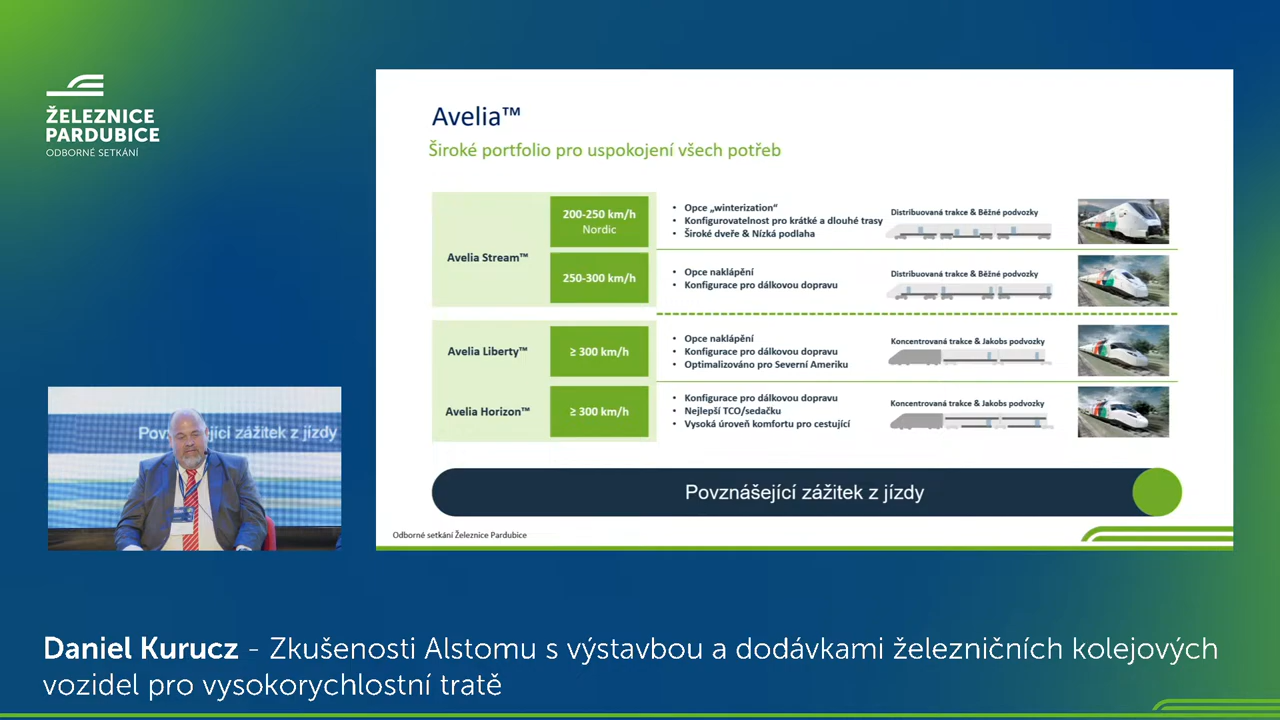 ŽELEZNICE
PARDUBICE
ODBORNÉ SETKÁNÍ
Avelia™
Široké portfolio pro uspokojení všech potřeb
Avelia Stream™
200-250 km/h
Nordic
• Opce „winterization“
• Konfigurovatelnost pro krátké a dlouhé trasy
• Široké dveře & Nízká podlaha
Distribuovaná trakce & Běžné podvozky
250-300 km/h
• Opce naklápění
• Konfigurace pro dálkovou dopravu
Distribuovaná trakce & Běžné podvozky
Avelia Liberty™
≥ 300 km/h
• Opce naklápění
• Konfigurace pro dálkovou dopravu
• Optimalizováno pro Severní Ameriku
Koncentrovaná trakce & Jakobs podvozky
Avelia Horizon™
≥ 300 km/h
• Konfigurace pro dálkovou dopravu
• Nejlepší TCO/sedačku
• Vysoká úroveň komfortu pro cestující
Koncentrovaná trakce & Jakobs podvozky
Povznášející zážitek z jízdy
Odborné setkání Železnice Pardubice
Pov jící zážitek z jízdy
Daniel Kurucz - Zkušenosti Alstomu s výstavbou a dodávkami železničních kolejových
vozidel pro vysokorychlostní tratě